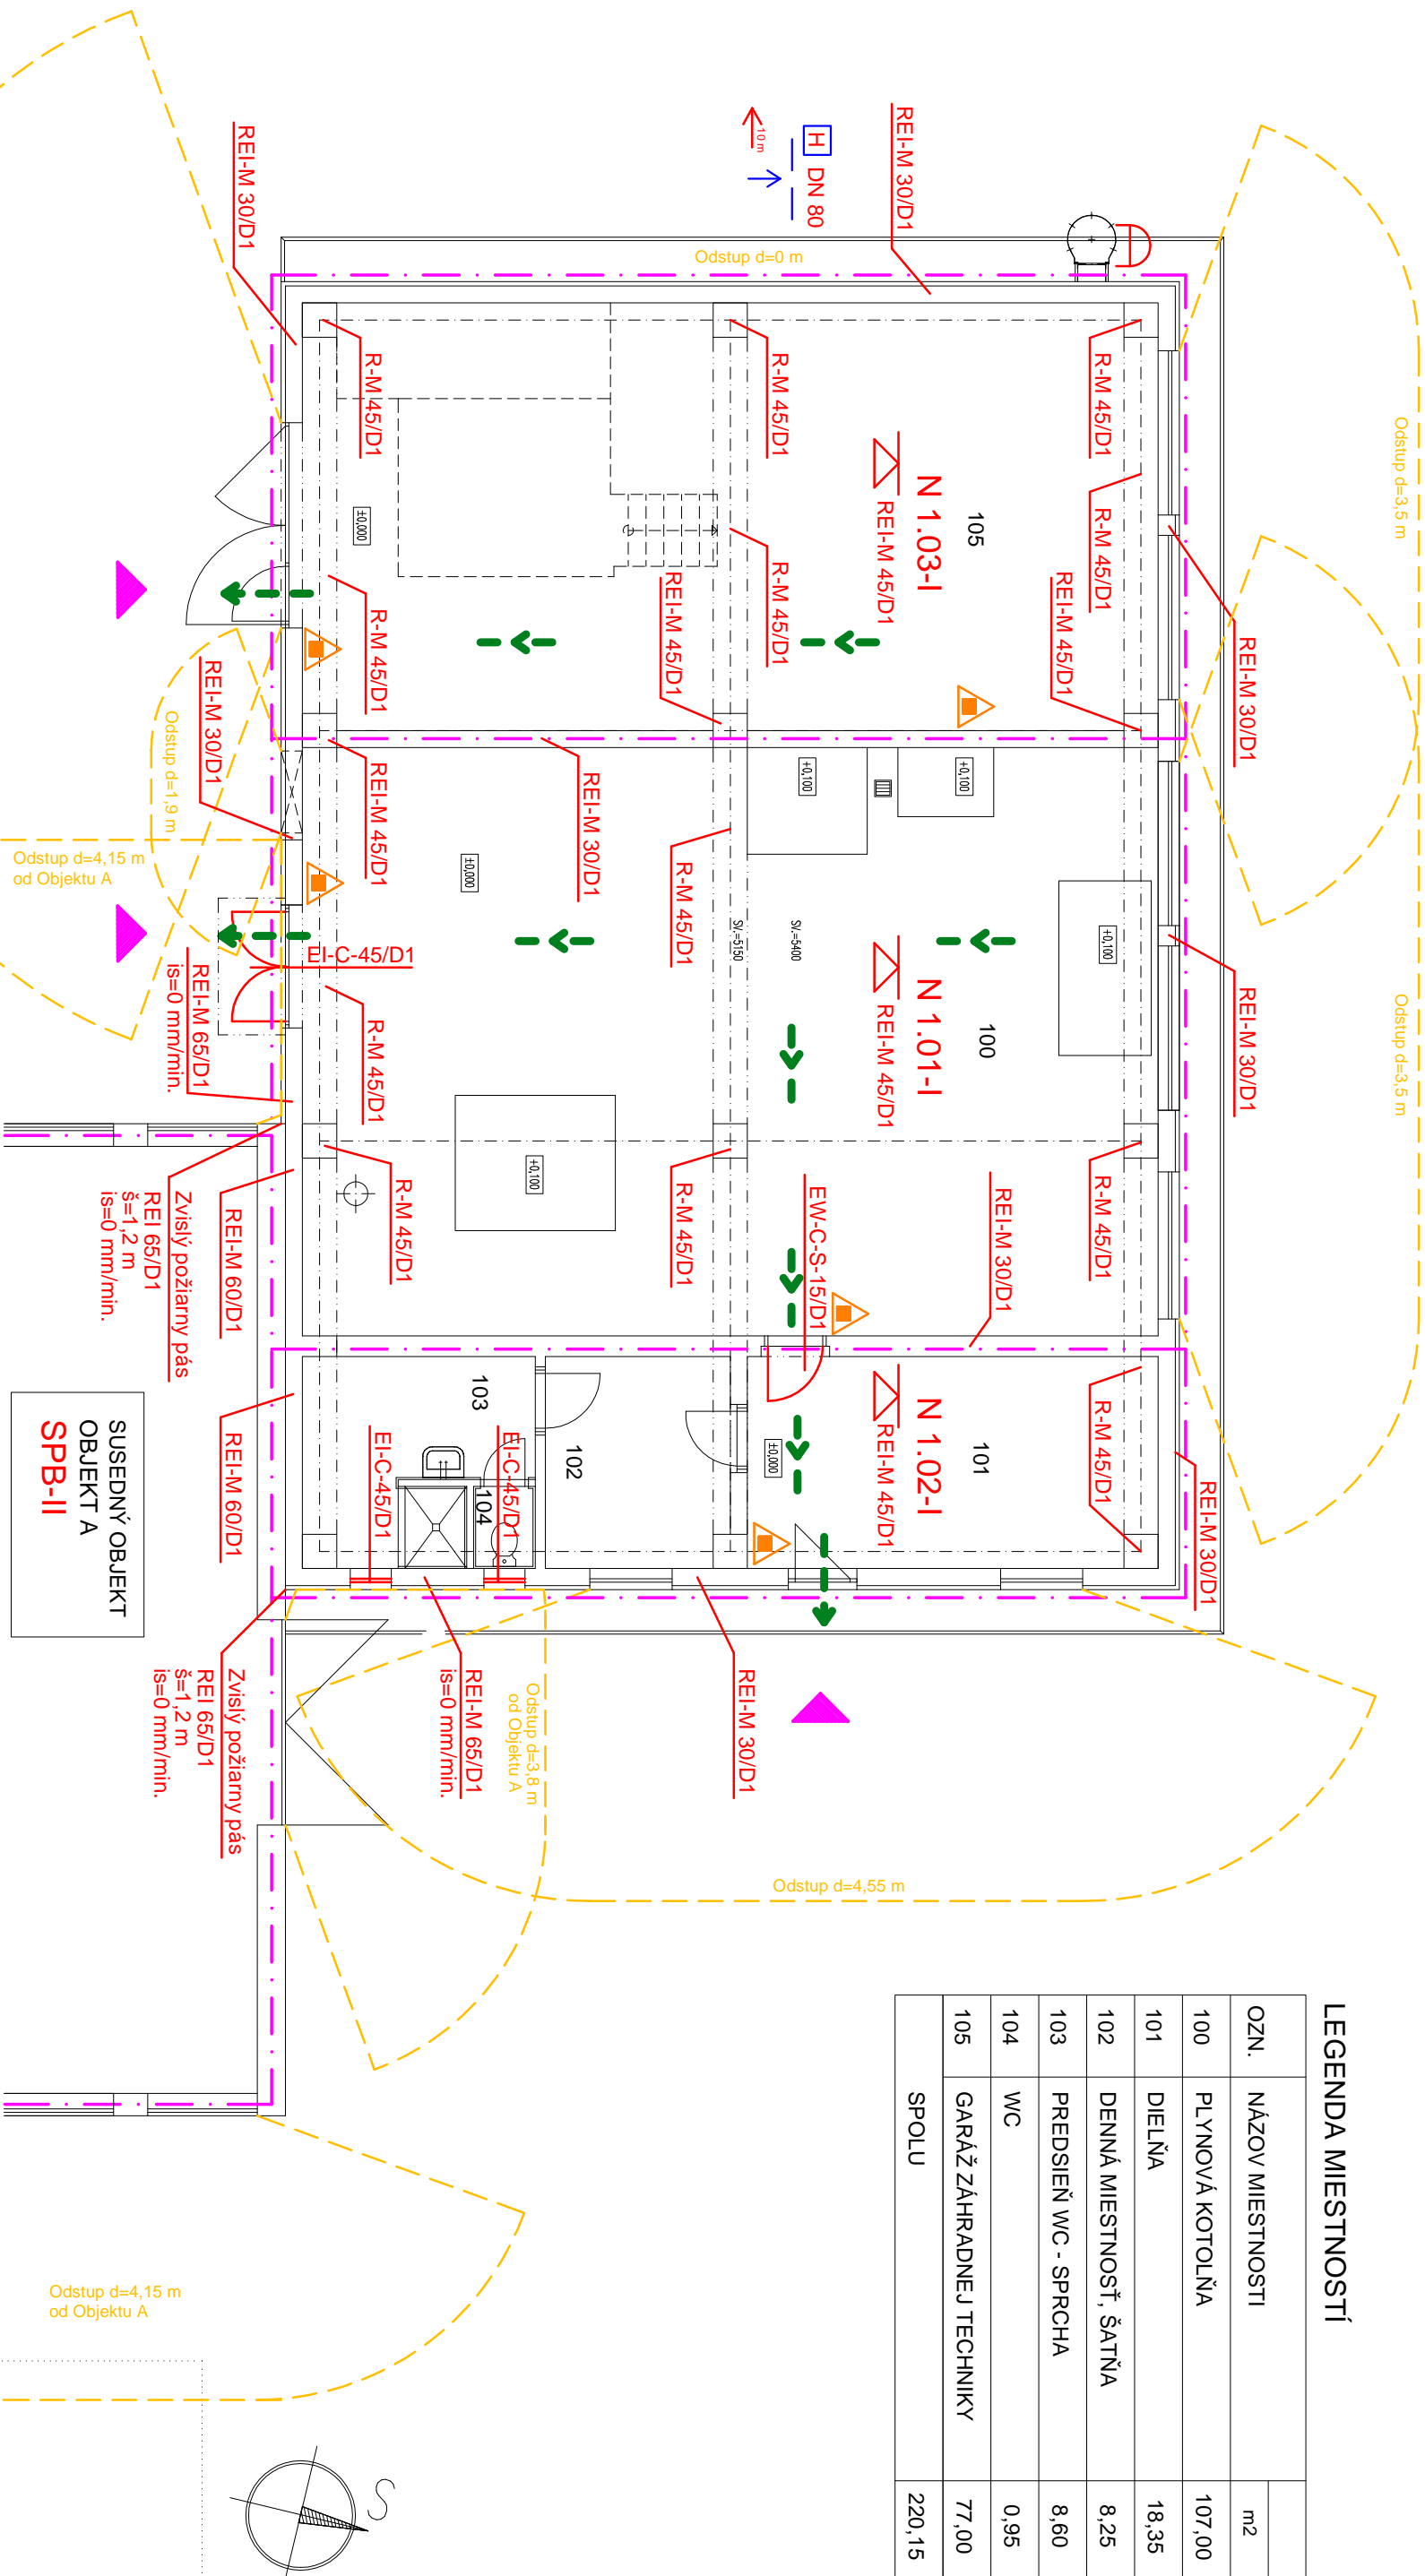 LEGENDA MIESTNOSTÍ
OZN. NÁZOV MIESTNOSTI m2
100 PLYNOVÁ KOTOLŇA 107,00
101 DIELŇA 18,35
102 DENNÁ MIESTNOSŤ, ŠATŇA 8,25
103 PREDSIEŇ WC - SPRCHA 8,60
104 WC 0,95
105 GARÁŽ ZÁHRADNEJ TECHNIKY 77,00
SPOLU 220,15
Odstup d=3,5 m
Odstup d=3,5 m
REI-M 30/D1
REI-M 30/D1
REI-M 30/D1
REI-M 30/D1
H DN 80
10 m
Odstup d=0 m
R-M 45/D1
R-M 45/D1
REI-M 45/D1
R-M 45/D1
R-M 45/D1
105
N 1.03-I
REI-M 45/D1
R-M 45/D1
R-M 45/D1
REI-M 45/D1
R-M 45/D1
±0,000
R-M 45/D1
+0,100
+0,100
+0,100
100
N 1.01-I
REI-M 45/D1
SV.=5400
SV.=5150
R-M 45/D1
R-M 45/D1
REI-M 30/D1
EW-C-S-15/D1
REI-M 30/D1
±0,000
+0,100
REI-M 45/D1
R-M 45/D1
R-M 45/D1
101
N 1.02-I
REI-M 45/D1
±0,000
102
103
104
EI-C-45/D1
EI-C-45/D1
EI-C-45/D1
REI-M 30/D1
REI-M 30/D1
Odstup d=1,9 m
Odstup d=4,15 m
od Objektu A
REI-M 65/D1
is=0 mm/min.
REI-M 60/D1
Zvislý požiarny pás
REI 65/D1
š=1,2 m
is=0 mm/min.
REI-M 60/D1
SUSEDNÝ OBJEKT
OBJEKT A
SPB-II
REI-M 30/D1
REI-M 65/D1
is=0 mm/min.
Odstup d=3,8 m
od Objektu A
Zvislý požiarny pás
REI 65/D1
š=1,2 m
is=0 mm/min.
Odstup d=4,55 m
Odstup d=4,15 m
od Objektu A
S